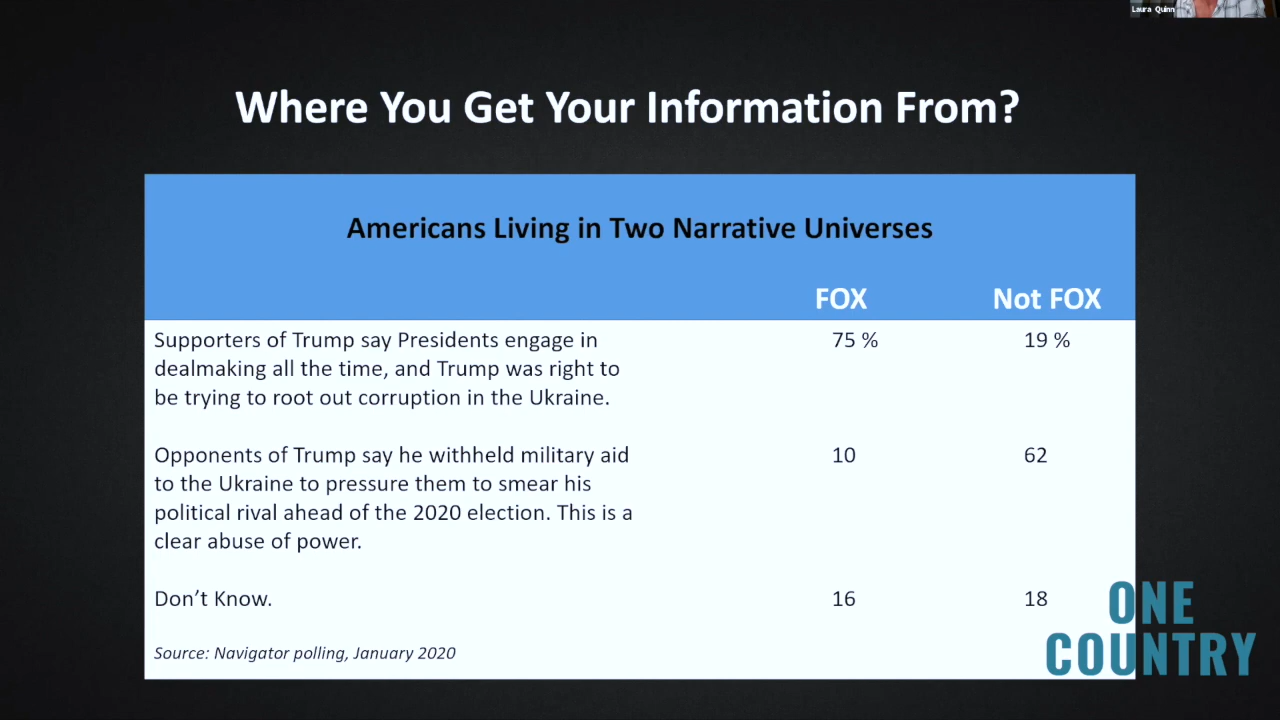 Laura Quinn
Where You Get Your Information From?
Americans Living in Two Narrative Universes
FOX Not FOX
Supporters of Trump say Presidents engage in 75 % 19 %
dealmaking all the time, and Trump was right to
be trying to root out corruption in the Ukraine.
Opponents of Trump say he withheld military aid 10 62
to the Ukraine to pressure them to smear his
political rival ahead of the 2020 election. This is a
clear abuse of power.
Don’t Know. 16 18
Source: Navigator polling, January 2020
ONE
COUNTRY